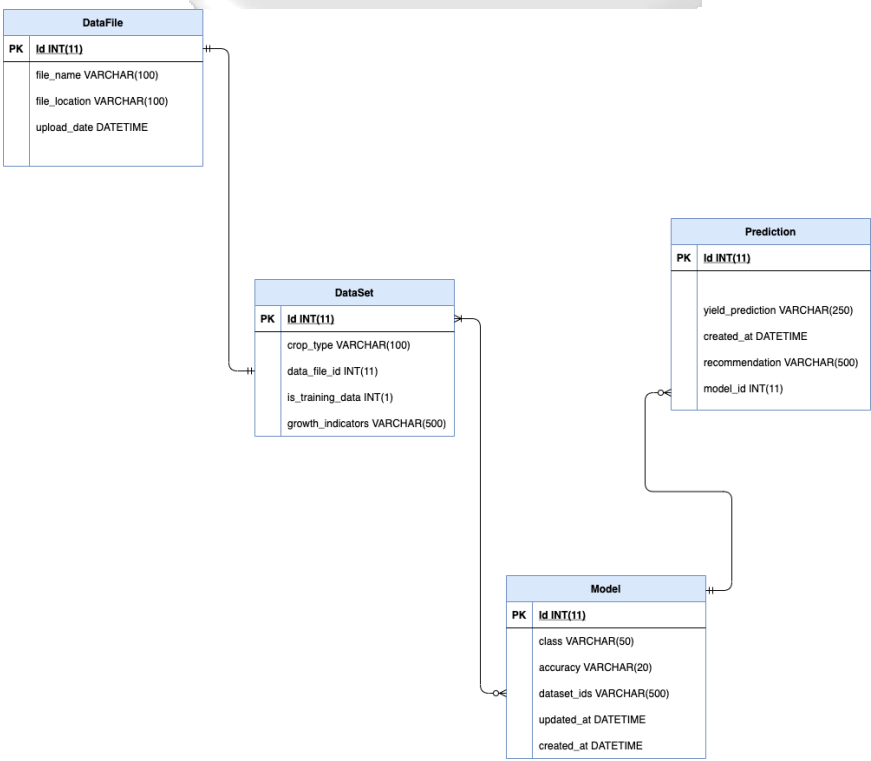 DataFile
PK Id INT(11)
file_name VARCHAR(100)
file_location VARCHAR(100)
upload_date DATETIME
Prediction
PK Id INT(11)
yield_prediction VARCHAR(250)
created_at DATETIME
recommendation VARCHAR(500)
model_id INT(11)
DataSet
PK Id INT(11)
crop_type VARCHAR(100)
data_file_id INT(11)
is_training_data INT(1)
growth_indicators VARCHAR(500)
Model
PK Id INT(11)
class VARCHAR(50)
accuracy VARCHAR(20)
dataset_ids VARCHAR(500)
updated_at DATETIME
created_at DATETIME